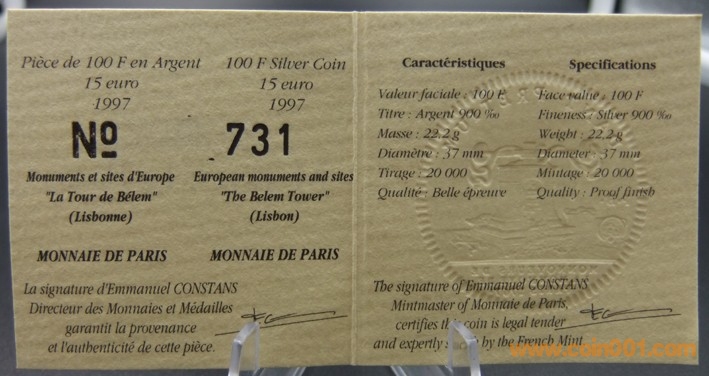 Pièce de 100 F en Argent
15 euro
1997
Nº
Monuments et sites d'Europe
"La Tour de Bélem"
(Lisbonne)
MONNAIE DE PARIS
La signature d'Emmanuel CONSTANS
Directeur des Monnaies et Médailles
garantit la provenance
et l'authenticité de cette pièce.
100 F Silver Coin
15 euro
1997
731
European monuments and sites
"The Belem Tower"
(Lisbon)
MONNAIE DE PARIS
Caractéristiques
Valeur faciale : 100 F
Titre : Argent 900 ‰
Masse : 22.2 g
Diamètre : 37 mm
Tirage : 20 000
Qualité : Belle épreuve
Specifications
Face value : 100 F
Fineness : Silver 900 ‰
Weight : 22.2 g
Diameter : 37 mm
Mintage : 20 000
Quality : Proof finish
The signature of Emmanuel CONSTANS
Mintmaster of Monnaie de Paris,
certifies this coin is legal tender
and expertly struck by the French Mint
www.coin001.com